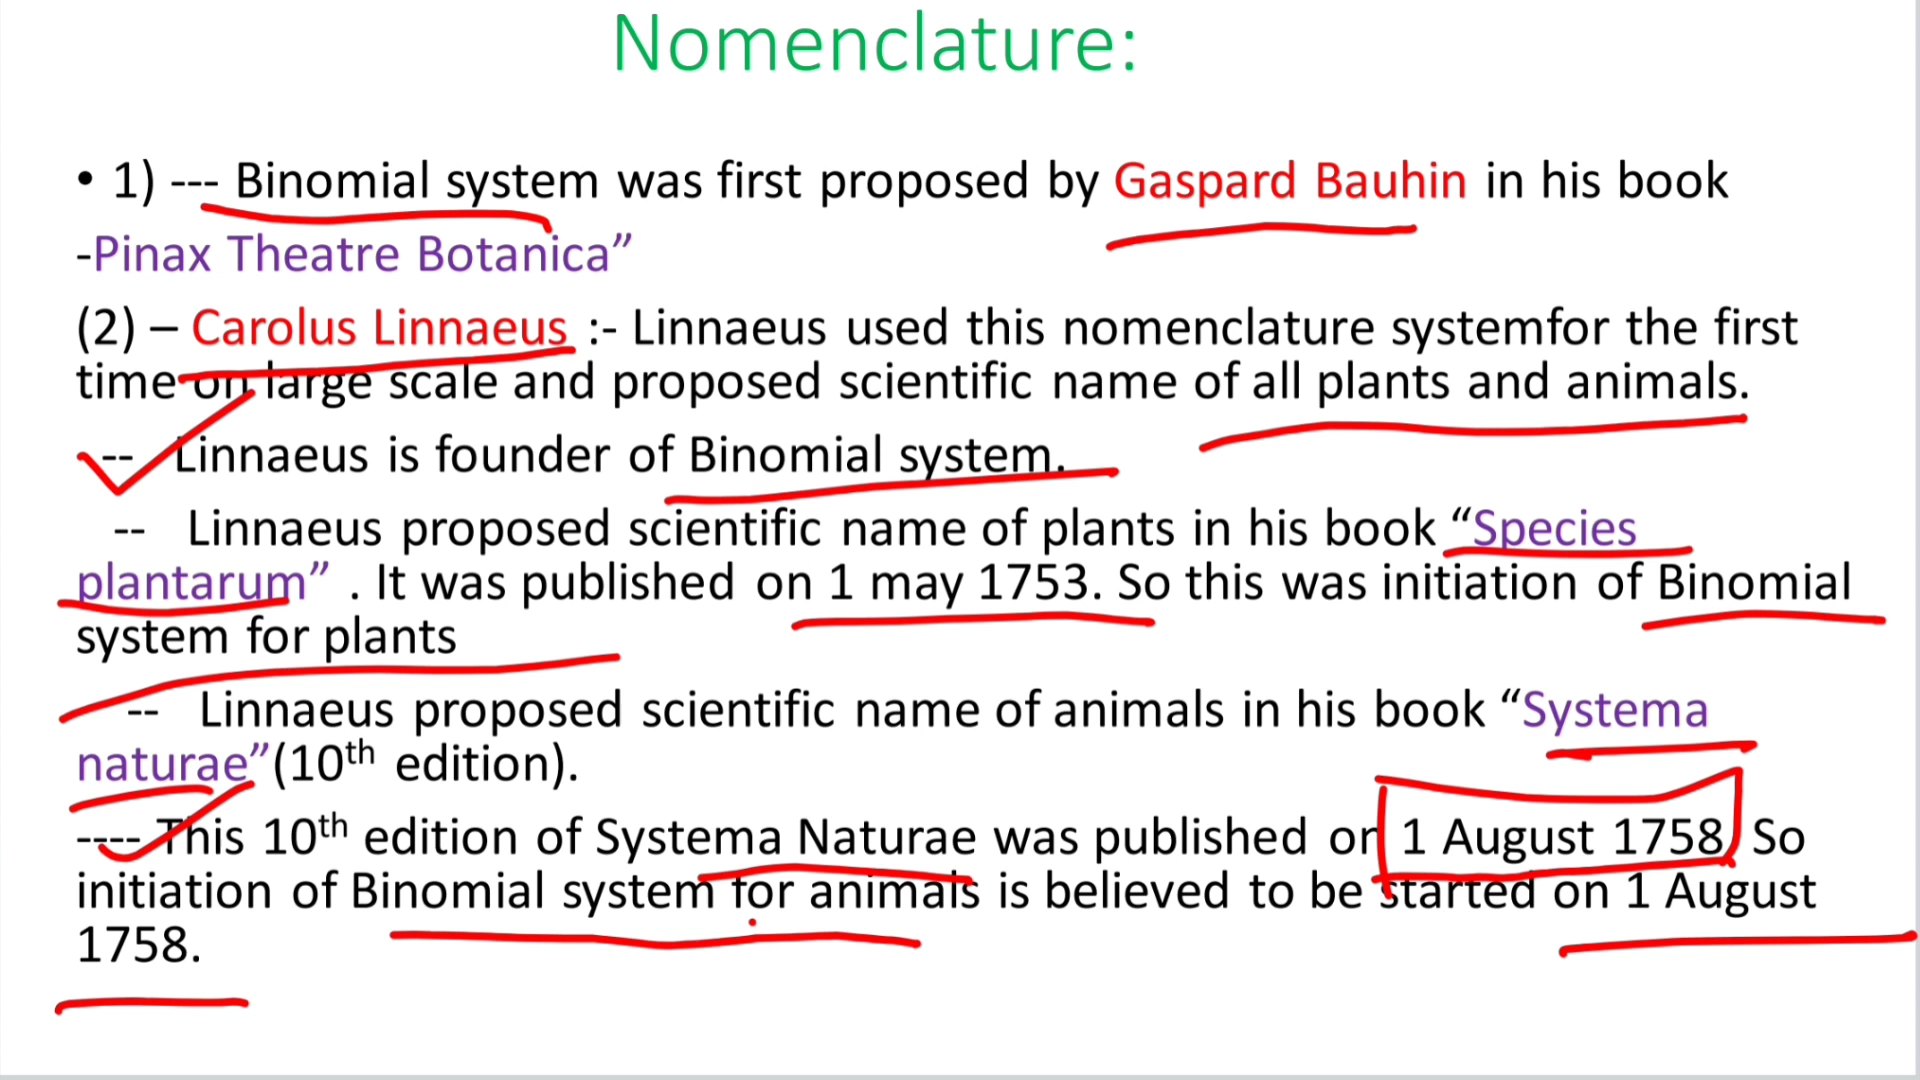 Nomenclature:
• 1) --- Binomial system was first proposed by Gaspard Bauhin in his book
-Pinax Theatre Botanica”
(2) – Carolus Linnaeus :- Linnaeus used this nomenclature systemfor the first
time on large scale and proposed scientific name of all plants and animals.
-- Linnaeus is founder of Binomial system.
-- Linnaeus proposed scientific name of plants in his book “Species
plantarum” . It was published on 1 may 1753. So this was initiation of Binomial
system for plants
-- Linnaeus proposed scientific name of animals in his book “Systema
naturae”(10th edition).
---- This 10th edition of Systema Naturae was published on 1 August 1758 So
initiation of Binomial system for animals is believed to be started on 1 August
1758.